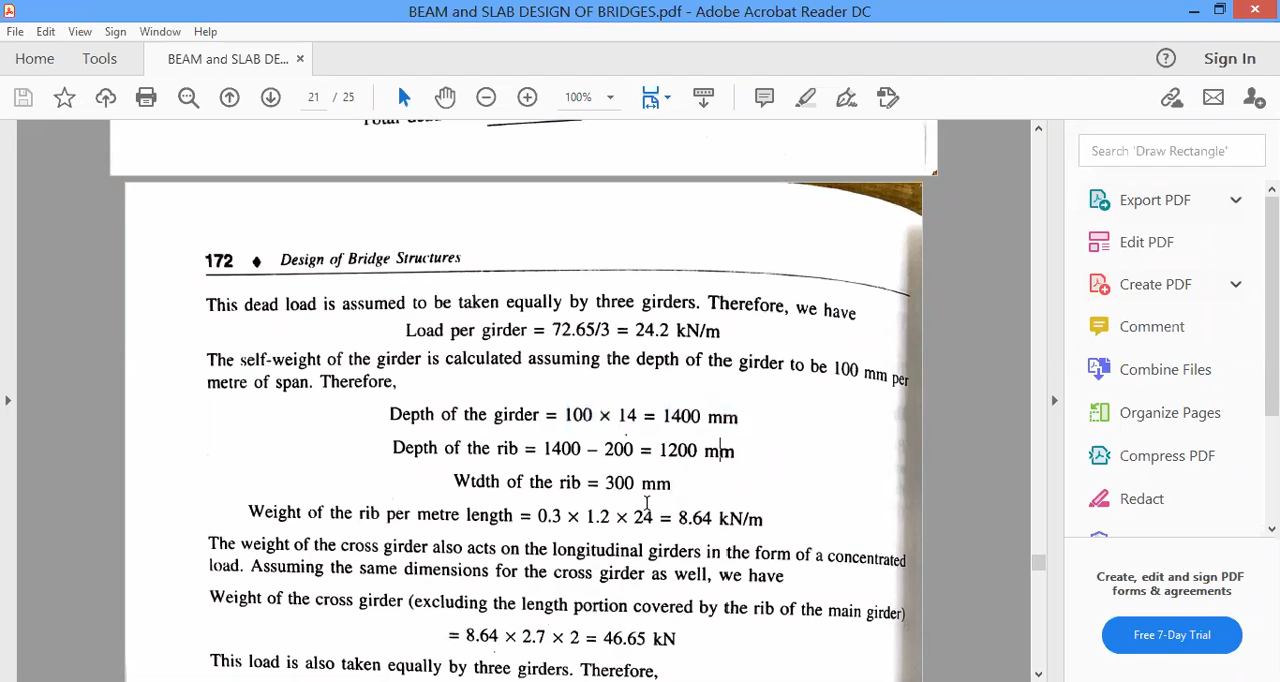 BEAM and SLAB DESIGN OF BRIDGES.pdf - Adobe Acrobat Reader DC
File Edit View Sign Window Help
Home Tools BEAM and SLAB DE... × Sign In
21 / 25 100%
Search 'Draw Rectangle'
Export PDF
Edit PDF
Create PDF
Comment
Combine Files
Organize Pages
Compress PDF
Redact
Create, edit and sign PDF
forms & agreements
Free 7-Day Trial
Total dead
172 ♦ Design of Bridge Structures
This dead load is assumed to be taken equally by three girders. Therefore, we have
Load per girder = 72.65/3 = 24.2 kN/m
The self-weight of the girder is calculated assuming the depth of the girder to be 100 mm per
metre of span. Therefore,
Depth of the girder = 100 × 14 = 1400 mm
Depth of the rib = 1400 − 200 = 1200 mm
Wtdth of the rib = 300 mm
Weight of the rib per metre length = 0.3 × 1.2 × 24 = 8.64 kN/m
The weight of the cross girder also acts on the longitudinal girders in the form of a concentrated
load. Assuming the same dimensions for the cross girder as well, we have
Weight of the cross girder (excluding the length portion covered by the rib of the main girder)
= 8.64 × 2.7 × 2 = 46.65 kN
This load is also taken equally by three girders. Therefore,